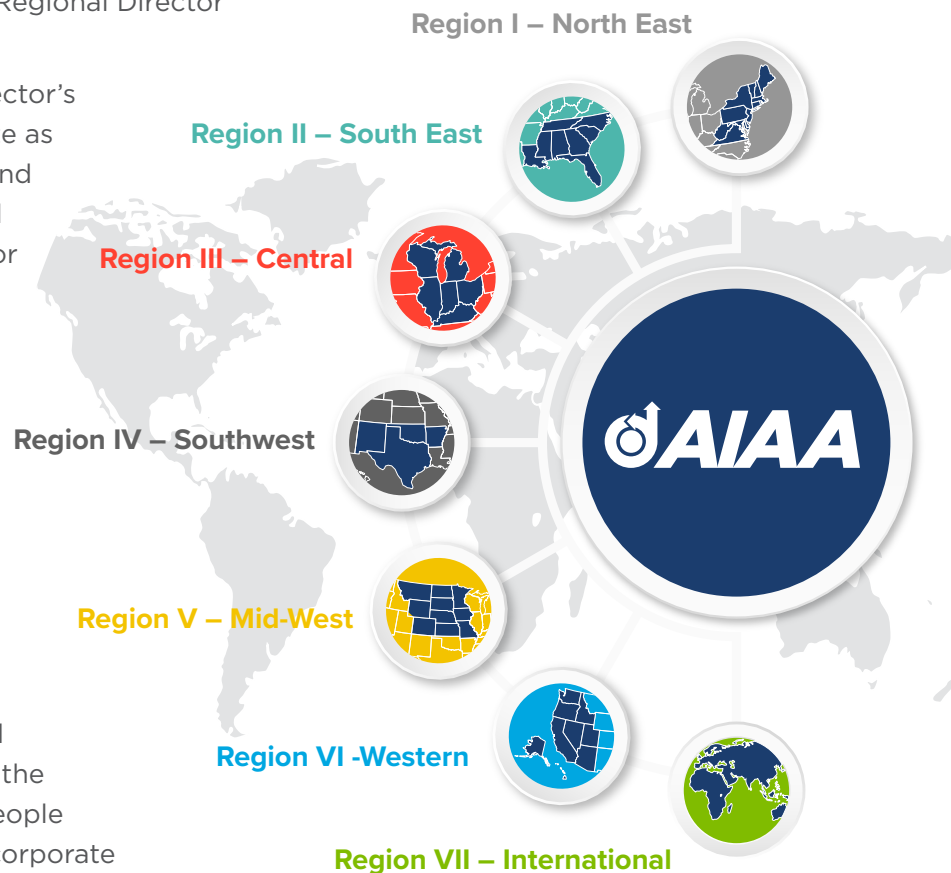 Regional Director
ector's
e as
nd
or
Region I – North East
Region II – South East
Region III – Central
Region IV – Southwest
Region V – Mid-West
Region VI -Western
Region VII – International
AIAA
the
eople
corporate